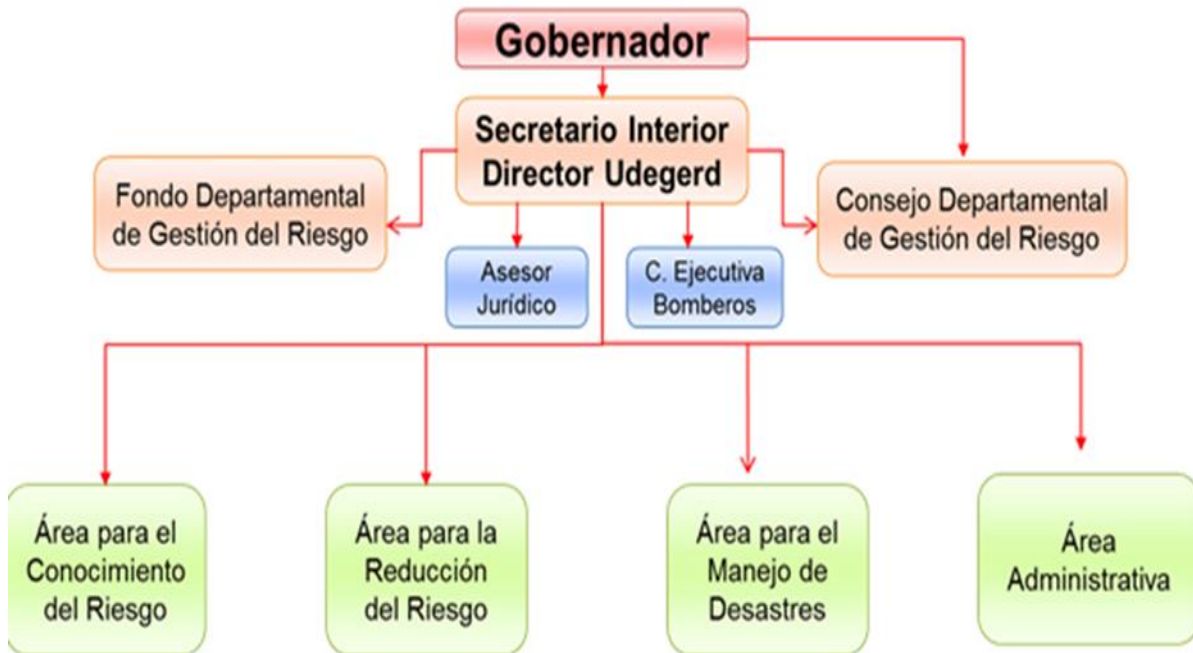 Gobernador
Secretario Interior
Director Udegerd
Fondo Departamental
de Gestión del Riesgo
Consejo Departamental
de Gestión del Riesgo
Asesor
Jurídico
C. Ejecutiva
Bomberos
Área para el
Conocimiento
del Riesgo
Área para la
Reducción
del Riesgo
Área para el
Manejo de
Desastres
Área
Administrativa